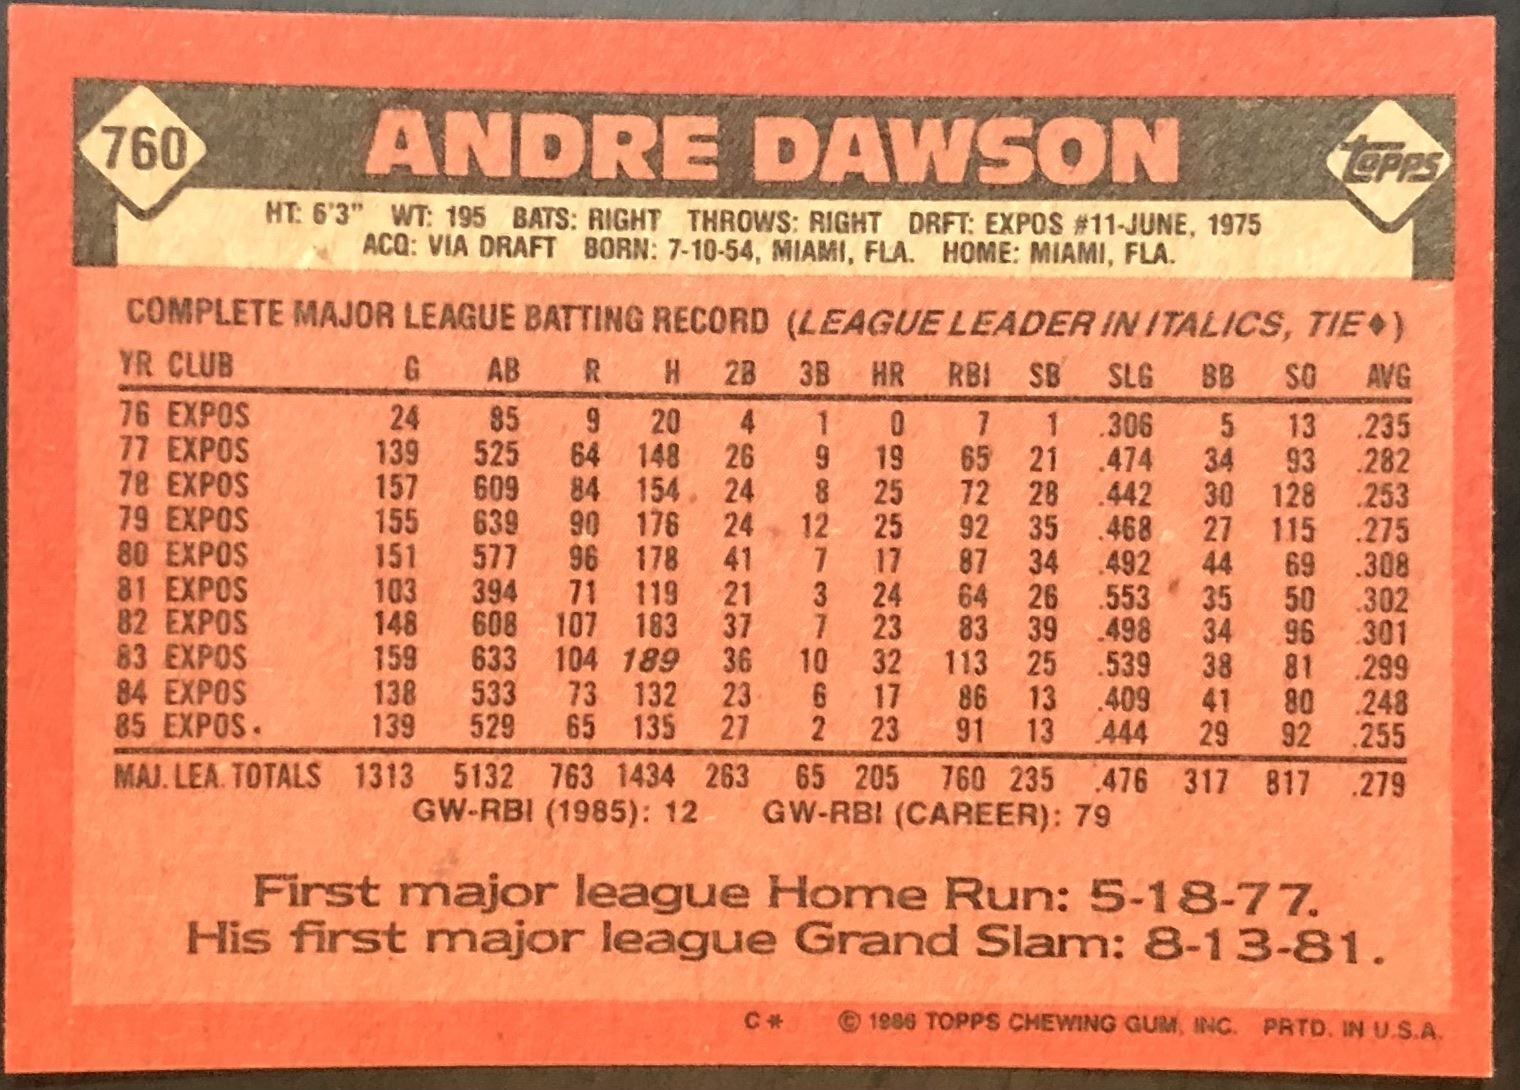 760
ANDRE DAWSON
TOPPS
HT: 6'3" WT: 195 BATS: RIGHT THROWS: RIGHT DRFT: EXPOS #11-JUNE, 1975
ACQ: VIA DRAFT BORN: 7-10-54, MIAMI, FLA. HOME: MIAMI, FLA.
COMPLETE MAJOR LEAGUE BATTING RECORD (LEAGUE LEADER IN ITALICS, TIE♦)
YR CLUB G AB R H 2B 3B HR RBI SB SLG BB SO AVG
76 EXPOS 24 85 9 20 4 1 0 7 1 .306 5 13 .235
77 EXPOS 139 525 64 148 26 9 19 65 21 .474 34 93 .282
78 EXPOS 157 609 84 154 24 8 25 72 28 .442 30 128 .253
79 EXPOS 155 639 90 176 24 12 25 92 35 .468 27 115 .275
80 EXPOS 151 577 96 178 41 7 17 87 34 .492 44 69 .308
81 EXPOS 103 394 71 119 21 3 24 64 26 .553 35 50 .302
82 EXPOS 148 608 107 183 37 7 23 83 39 .498 34 96 .301
83 EXPOS 159 633 104 189 36 10 32 113 25 .539 38 81 .299
84 EXPOS 138 533 73 132 23 6 17 86 13 .409 41 80 .248
85 EXPOS 139 529 65 135 27 2 23 91 13 .444 29 92 .255
MAJ. LEA. TOTALS 1313 5132 763 1434 263 65 205 760 235 .476 317 817 .279
GW-RBI (1985): 12 GW-RBI (CAREER): 79
First major league Home Run: 5-18-77.
His first major league Grand Slam: 8-13-81.
C* © 1986 TOPPS CHEWING GUM, INC. PRTD. IN U.S.A.